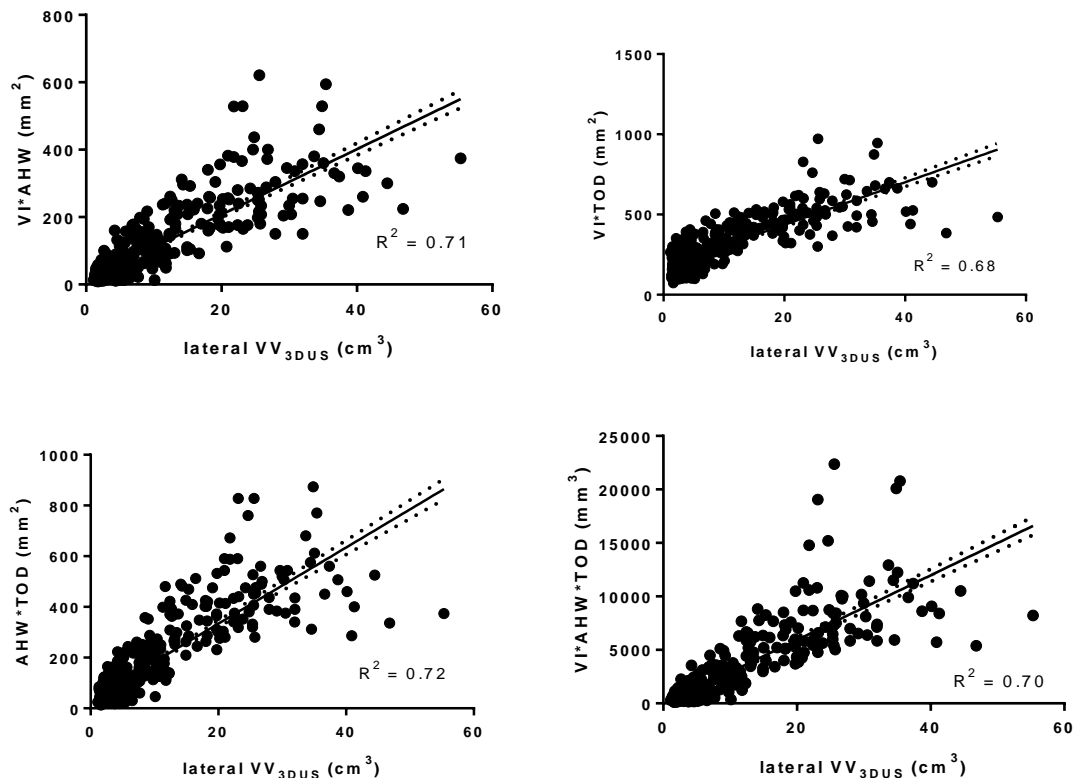 800
600
400
200
0
VI*AHW (mm2)
R2 = 0.71
0 20 40 60
lateral VV3DUS (cm3)
1500
1000
500
0
VI*TOD (mm2)
R2 = 0.68
0 20 40 60
lateral VV3DUS (cm3)
1000
800
600
400
200
0
AHW*TOD (mm2)
R2 = 0.72
0 20 40 60
lateral VV3DUS (cm3)
25000
20000
15000
10000
5000
0
VI*AHW*TOD (mm3)
R2 = 0.70
0 20 40 60
lateral VV3DUS (cm3)